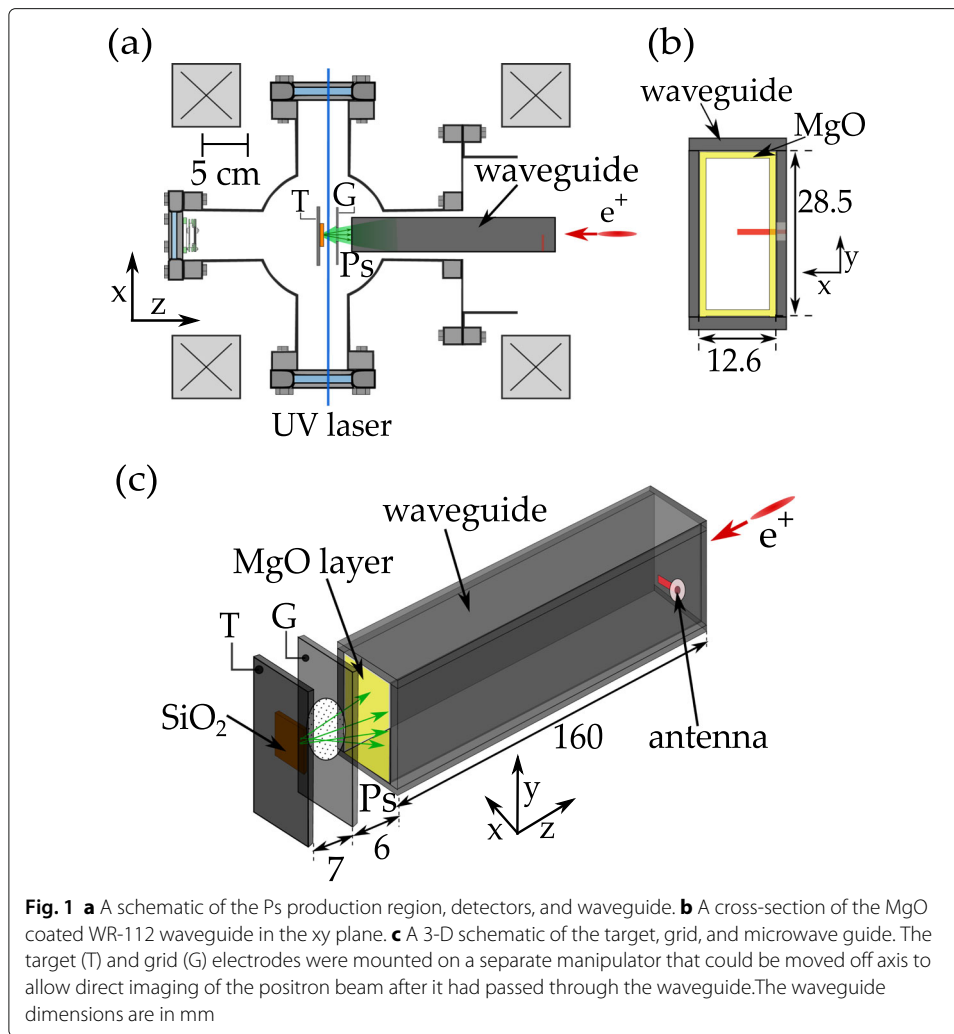 (a)
5 cm
T
G
waveguide
e+
Ps
x
z
UV laser
(b)
waveguide
MgO
28.5
y
x
12.6
(c)
waveguide
e+
MgO layer
G
T
SiO2
160
antenna
Ps
y
x
z
6
7
Fig. 1 a A schematic of the Ps production region, detectors, and waveguide. b A cross-section of the MgO
coated WR-112 waveguide in the xy plane. c A 3-D schematic of the target, grid, and microwave guide. The
target (T) and grid (G) electrodes were mounted on a separate manipulator that could be moved off axis to
allow direct imaging of the positron beam after it had passed through the waveguide.The waveguide
dimensions are in mm